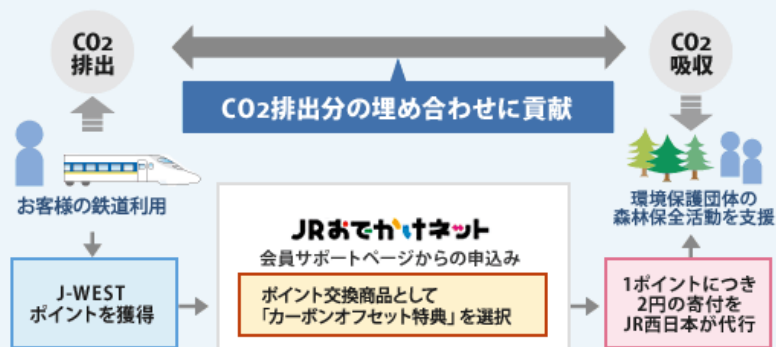 CO2
排出
CO2
吸収
CO2排出分の埋め合わせに貢献
お客様の鉄道利用
環境保護団体の
森林保全活動を支援
J-WEST
ポイントを獲得
JRおでかけネット
会員サポートページからの申込み
ポイント交換商品として
「カーボンオフセット特典」を選択
1ポイントにつき
2円の寄付を
JR西日本が代行